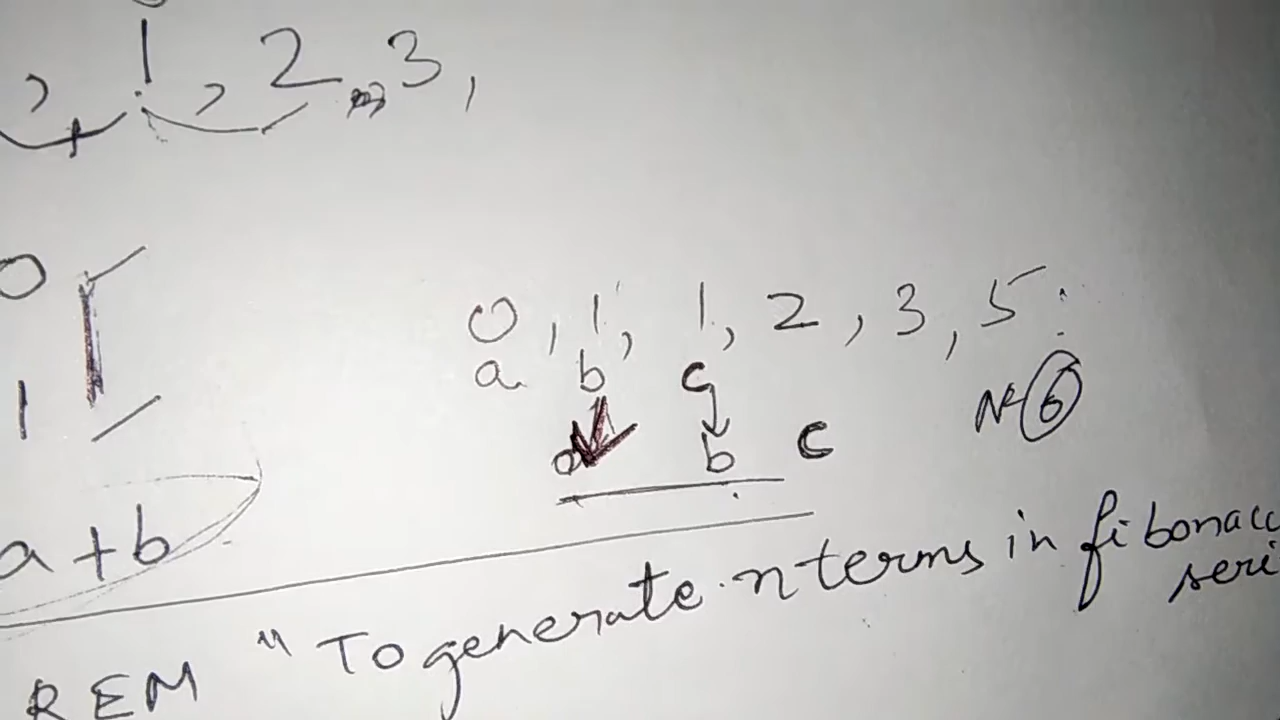 , 1, 2, 3,
0
1
a+b
0, 1, 1, 2, 3, 5
a b c
a b c
N=6
REM "To generate n terms in fibonacc
seri